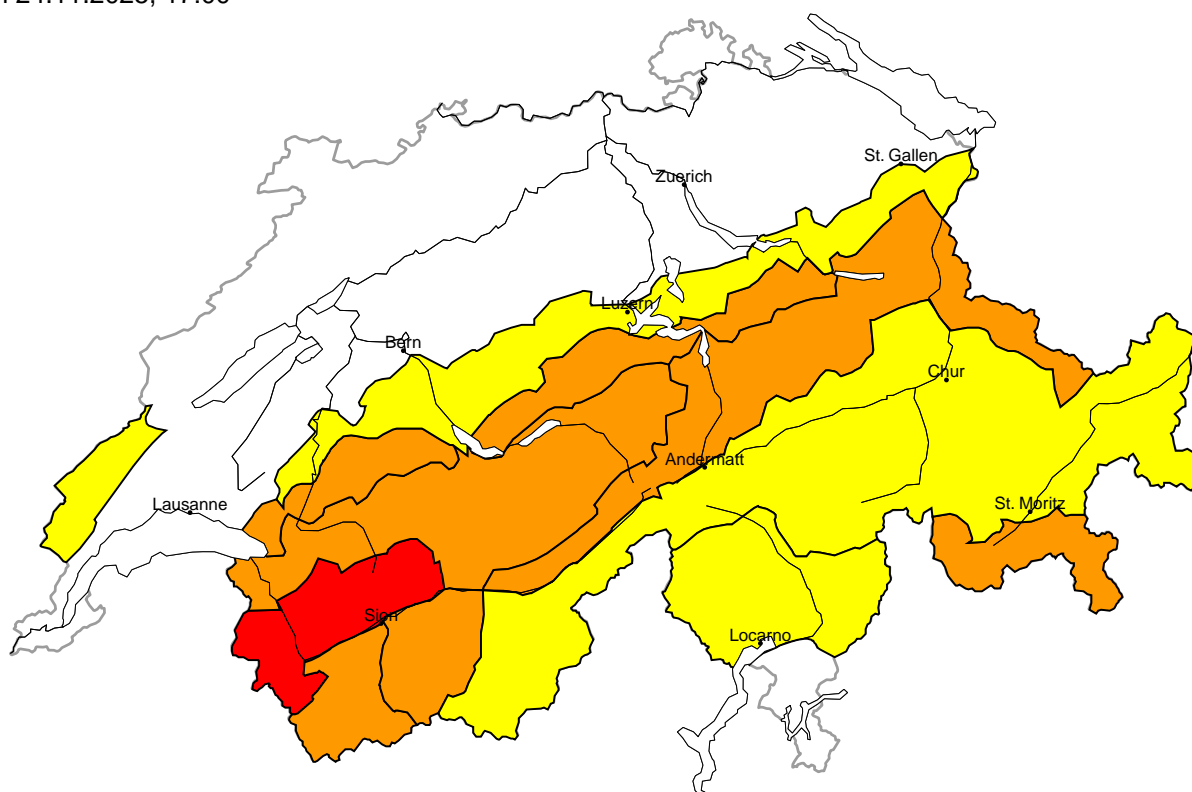 St. Gallen
Zuerich
Luzern
Bern
Chur
Andermatt
Lausanne
St. Moritz
Sion
Locarno